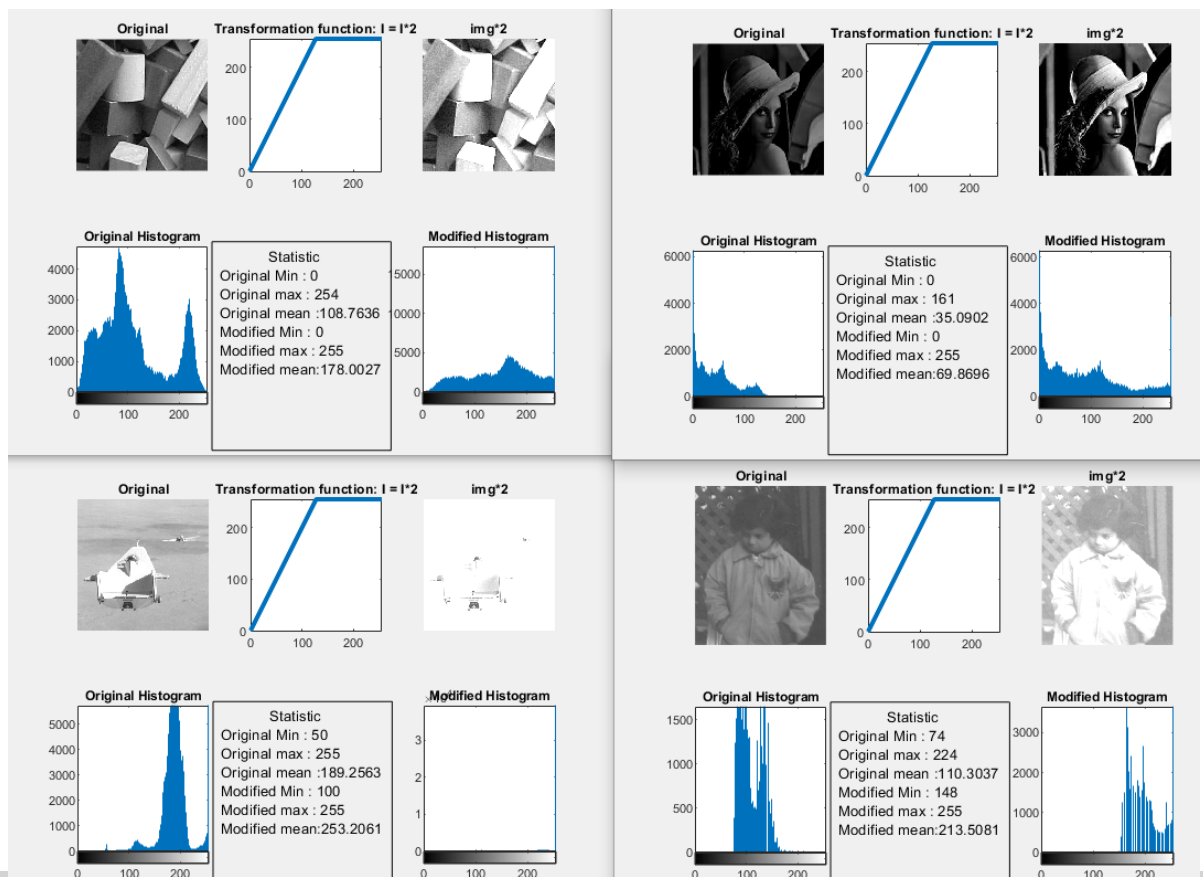 Original
Transformation function: I = I*2
img*2
200
100
0
0
100
200
Original Histogram
4000
3000
2000
1000
0
0
100
200
Statistic
Original Min : 0
Original max : 254
Original mean :108.7636
Modified Min : 0
Modified max : 255
Modified mean:178.0027
Modified Histogram
15000
10000
5000
0
0
100
200
Original
Transformation function: I = I*2
img*2
200
100
0
0
100
200
Original Histogram
6000
4000
2000
0
0
100
200
Statistic
Original Min : 0
Original max : 161
Original mean :35.0902
Modified Min : 0
Modified max : 255
Modified mean:69.8696
Modified Histogram
6000
4000
2000
0
0
100
200
Original
Transformation function: I = I*2
img*2
200
100
0
0
100
200
Original Histogram
5000
4000
3000
2000
1000
0
0
100
200
Statistic
Original Min : 50
Original max : 255
Original mean :189.2563
Modified Min : 100
Modified max : 255
Modified mean:253.2061
Modified Histogram
3
2
1
0
0
100
200
Original
Transformation function: I = I*2
img*2
200
100
0
0
100
200
Original Histogram
1500
1000
500
0
0
100
200
Statistic
Original Min : 74
Original max : 224
Original mean :110.3037
Modified Min : 148
Modified max : 255
Modified mean:213.5081
Modified Histogram
3000
2000
1000
0
0
100
200